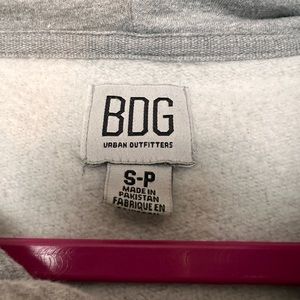 BDG
URBAN OUTFITTERS
S-P
MADE IN
PAKISTAN
FABRIQUE EN